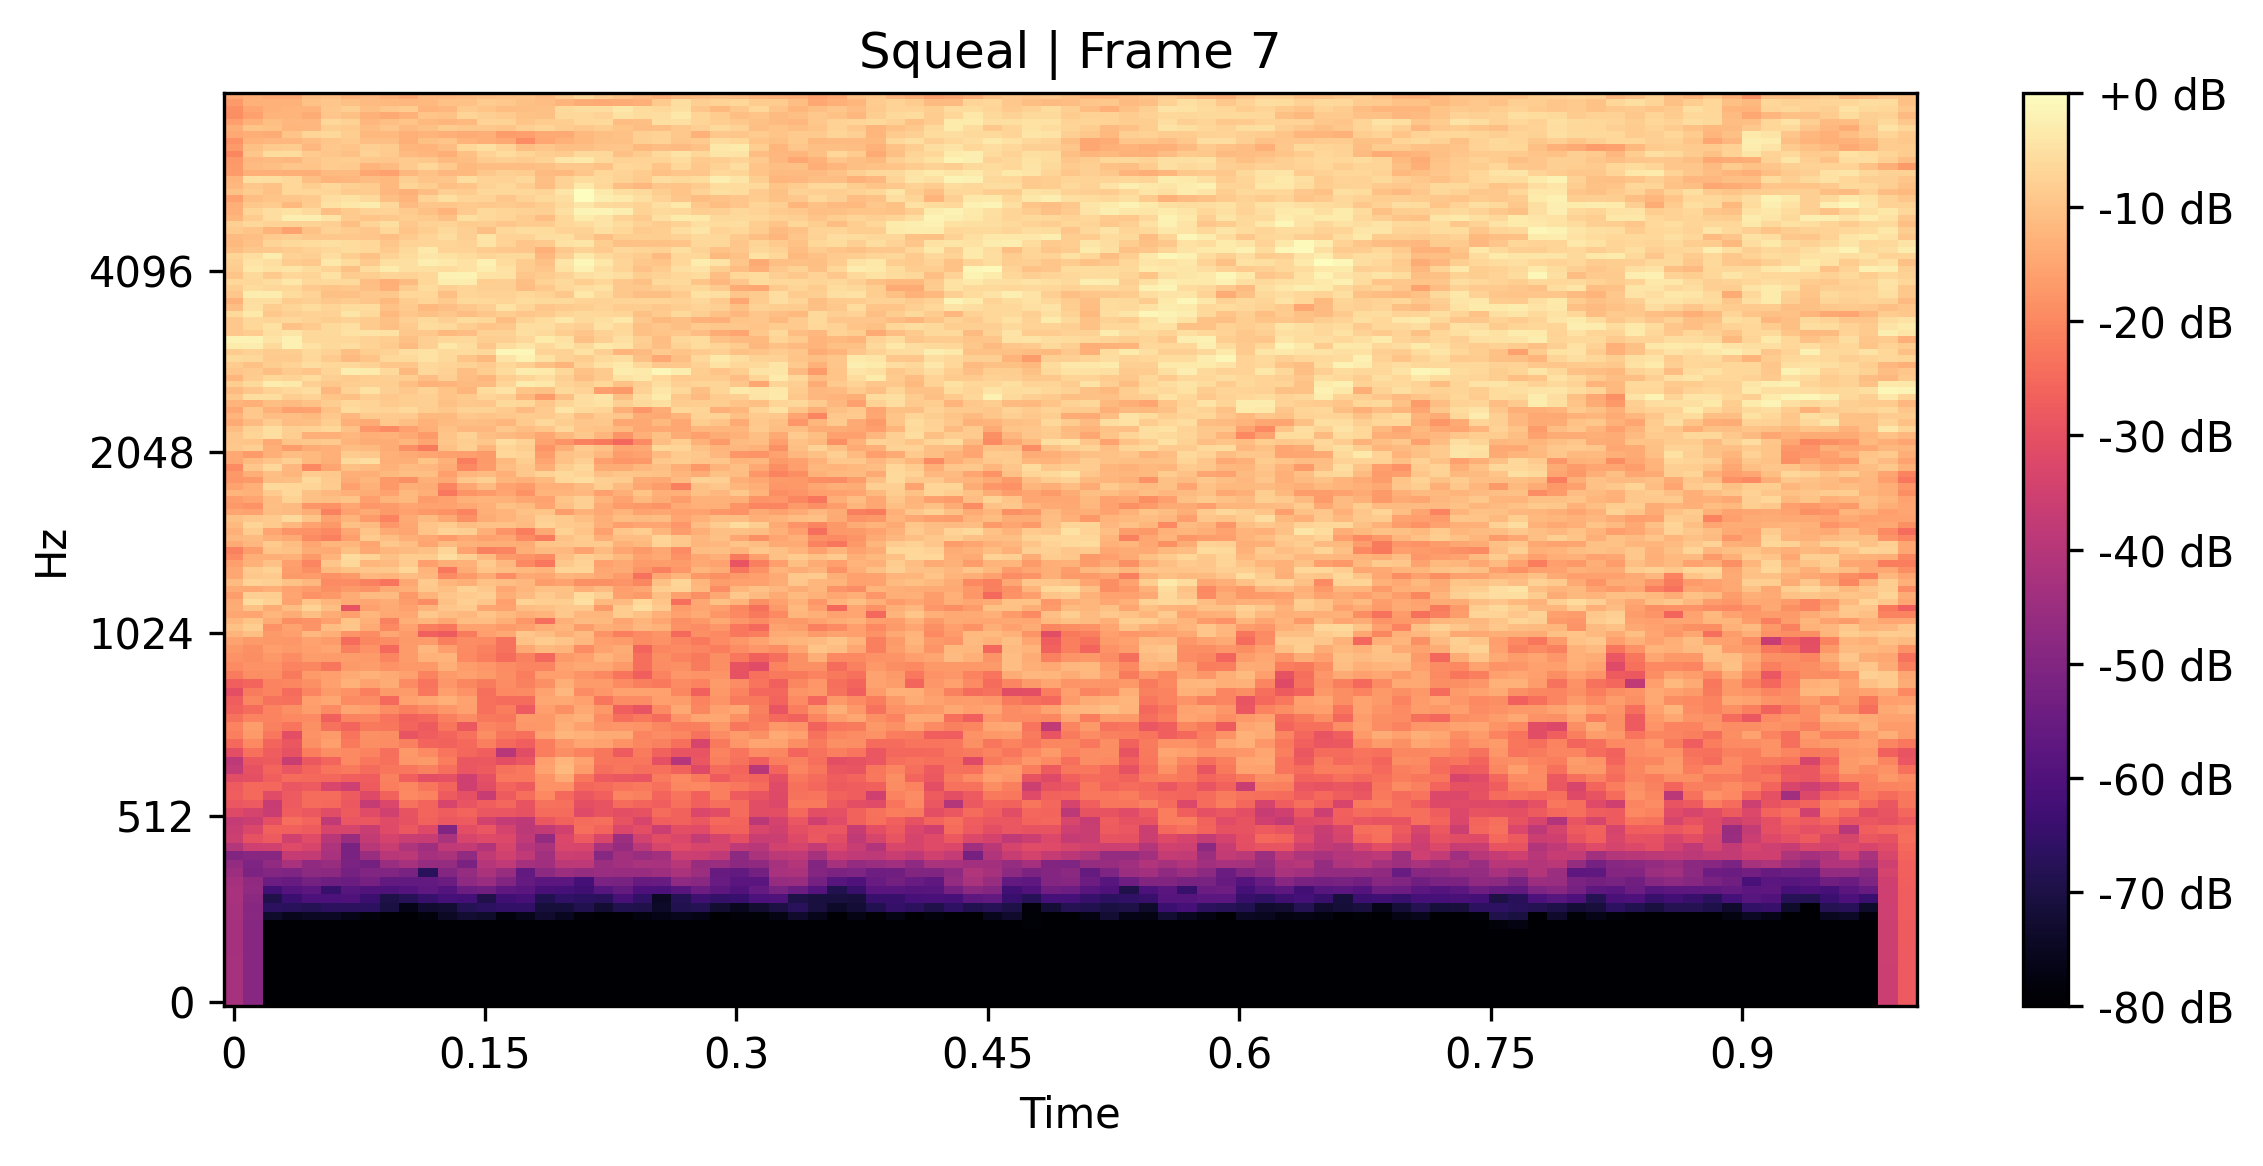 Squeal | Frame 7
Hz
4096
2048
1024
512
0
0 0.15 0.3 0.45 0.6 0.75 0.9
Time
+0 dB
-10 dB
-20 dB
-30 dB
-40 dB
-50 dB
-60 dB
-70 dB
-80 dB